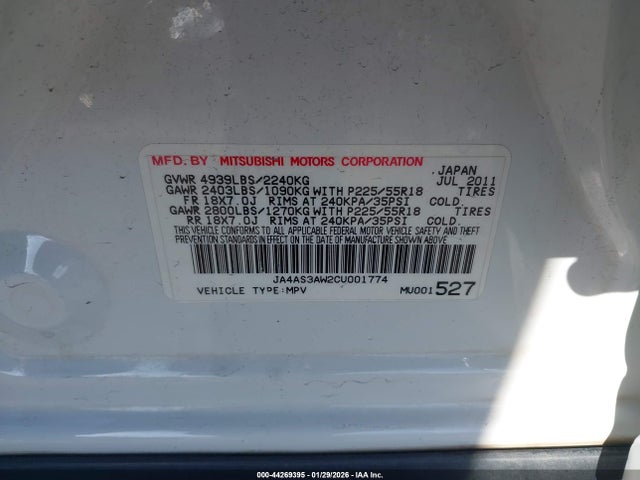 MFD. BY MITSUBISHI MOTORS CORPORATION
GVWR 4939LBS/2240KG JAPAN JUL 2011
GAWR 2403LBS/1090KG WITH P225/55R18 TIRES
FR 18X7.0J RIMS AT 240KPA/35PSI COLD.
GAWR 2800LBS/1270KG WITH P225/55R18 TIRES
RR 18X7.0J RIMS AT 240KPA/35PSI COLD.
THIS VEHICLE CONFORMS TO ALL APPLICABLE FEDERAL MOTOR VEHICLE SAFETY AND THEFT
PREVENTION STANDARDS IN EFFECT ON THE DATE OF MANUFACTURE SHOWN ABOVE.
JA4AS3AW2CU001774
VEHICLE TYPE:MPV MU001527
000-44269395 - 01/29/2026 - IAA Inc.